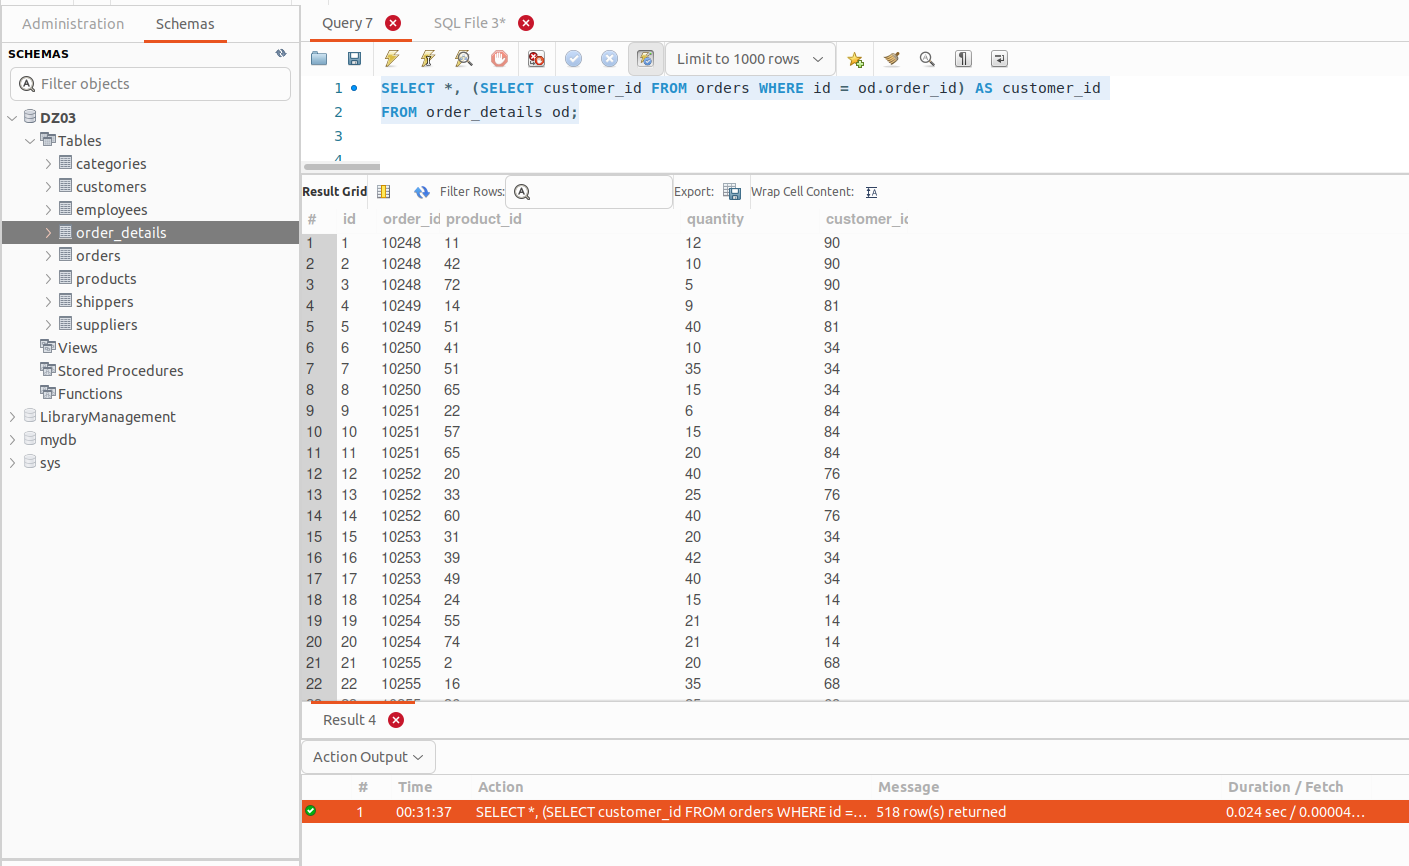 Administration Schemas
SCHEMAS
Filter objects
DZ03
Tables
categories
customers
employees
order_details
orders
products
shippers
suppliers
Views
Stored Procedures
Functions
LibraryManagement
mydb
sys
Query 7 SQL File 3*
Limit to 1000 rows
1 SELECT *, (SELECT customer_id FROM orders WHERE id = od.order_id) AS customer_id
2 FROM order_details od;
3
4
Result Grid Filter Rows: Export: Wrap Cell Content:
# id order_id product_id quantity customer_id
1 1 10248 11 12 90
2 2 10248 42 10 90
3 3 10248 72 5 90
4 4 10249 14 9 81
5 5 10249 51 40 81
6 6 10250 41 10 34
7 7 10250 51 35 34
8 8 10250 65 15 34
9 9 10251 22 6 84
10 10 10251 57 15 84
11 11 10251 65 20 84
12 12 10252 20 40 76
13 13 10252 33 25 76
14 14 10252 60 40 76
15 15 10253 31 20 34
16 16 10253 39 42 34
17 17 10253 49 40 34
18 18 10254 24 15 14
19 19 10254 55 21 14
20 20 10254 74 21 14
21 21 10255 2 20 68
22 22 10255 16 35 68
Result 4
Action Output
# Time Action Message Duration / Fetch
1 00:31:37 SELECT *, (SELECT customer_id FROM orders WHERE id =... 518 row(s) returned 0.024 sec / 0.00004...